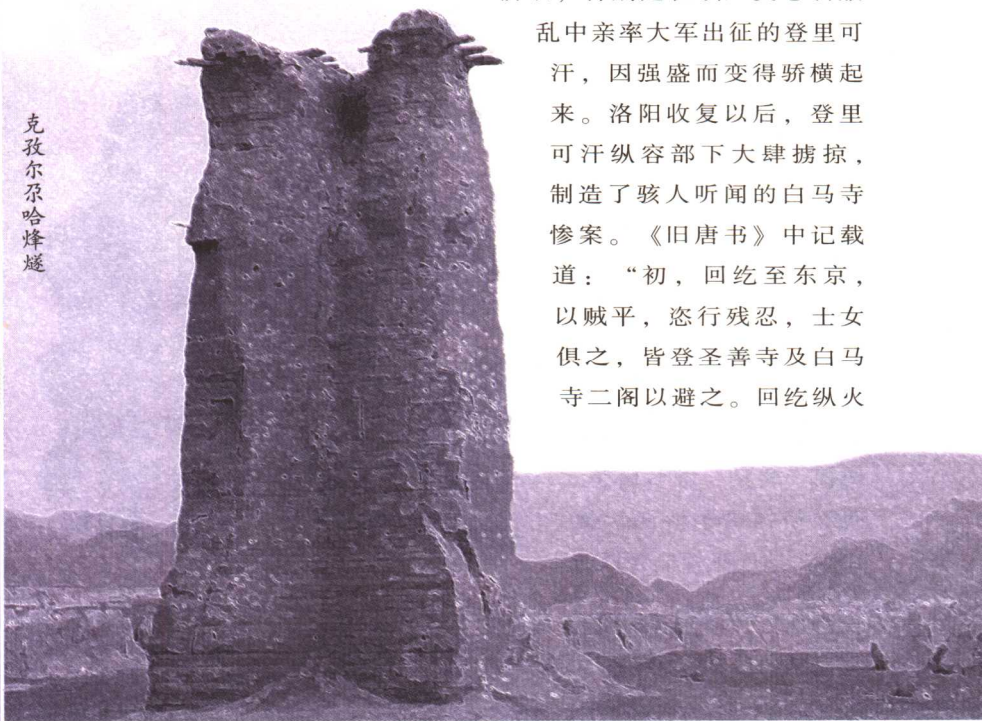 乱中亲率大军出征的登里可
汗，因强盛而变得骄横起
来。洛阳收复以后，登里
可汗纵容部下大肆掳掠，
制造了骇人听闻的白马寺
惨案。《旧唐书》中记载
道：“初，回纥至东京，
以贼平，恣行残忍，士女
俱之，皆登圣善寺及白马
寺二阁以避之。回纥纵火
克孜尔尕哈烽燧